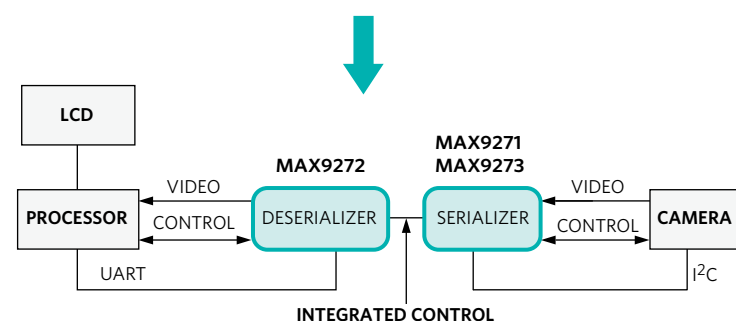 LCD
MAX9271
MAX9272
MAX9273
VIDEO
VIDEO
PROCESSOR
DESERIALIZER
SERIALIZER
CAMERA
CONTROL
CONTROL
UART
I²C
INTEGRATED CONTROL